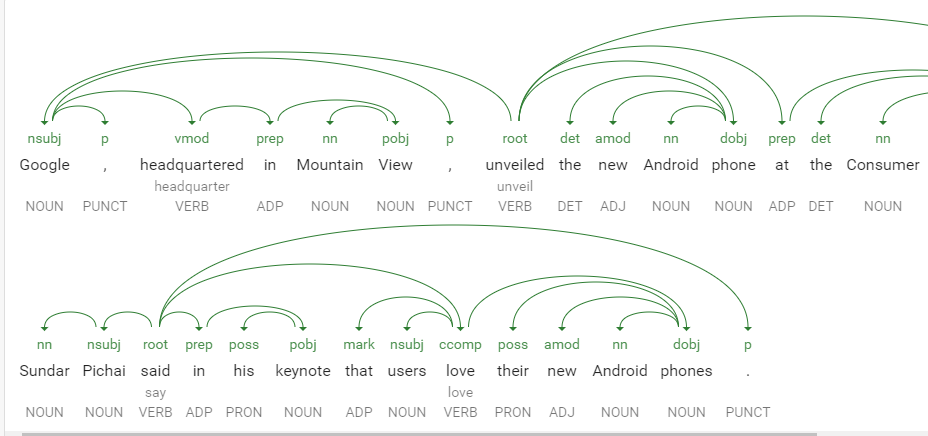 nsubj p vmod prep nn pobj p root det amod nn dobj prep det nn
Google , headquartered in Mountain View , unveiled the new Android phone at the Consumer
headquarter unveil
NOUN PUNCT VERB ADP NOUN NOUN PUNCT VERB DET ADJ NOUN NOUN ADP DET NOUN
nn nsubj root prep poss pobj mark nsubj ccomp poss amod nn dobj p
Sundar Pichai said in his keynote that users love their new Android phones .
say love
NOUN NOUN VERB ADP PRON NOUN ADP NOUN VERB PRON ADJ NOUN NOUN PUNCT